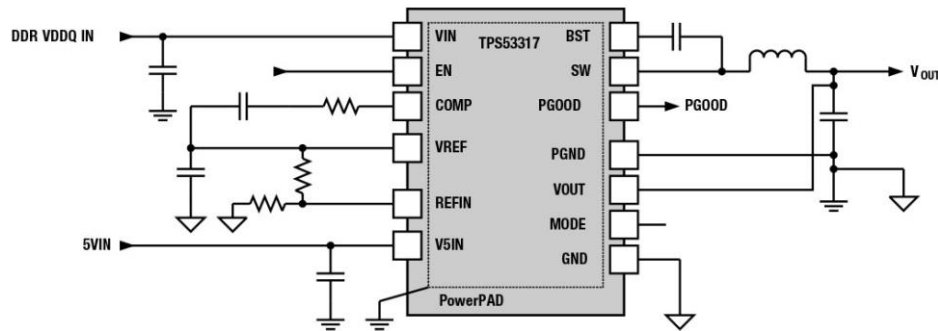 DDR VDDQ IN
VIN
TPS53317
BST
EN
SW
V OUT
COMP
PGOOD
PGOOD
VREF
PGND
REFIN
VOUT
MODE
5VIN
V5IN
GND
PowerPAD